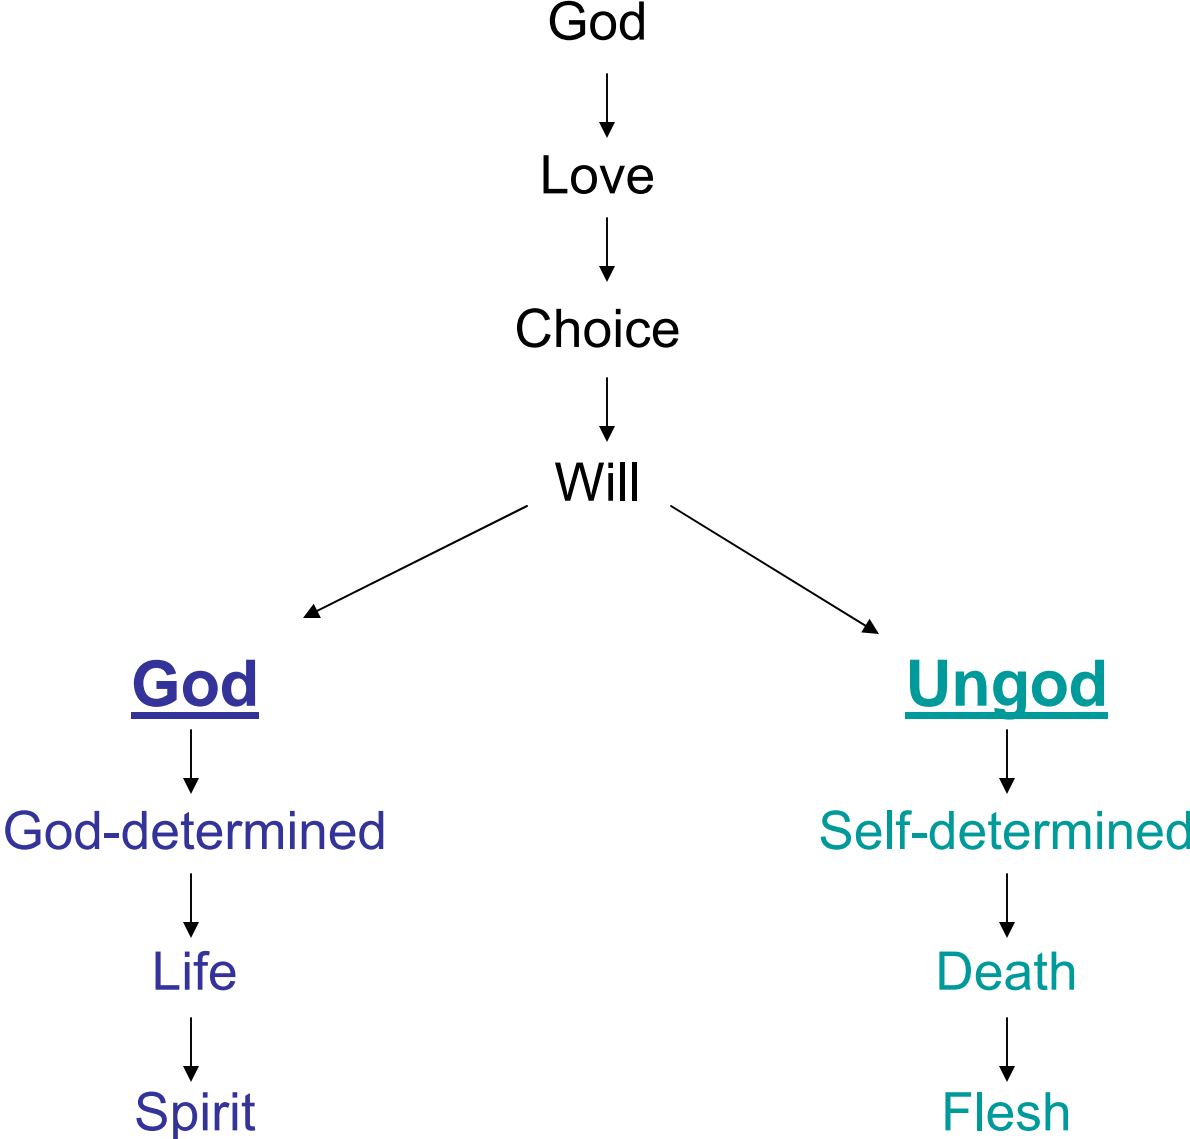 God
Love
Choice
Will
God
Ungod
God-determined
Self-determined
Life
Death
Spirit
Flesh